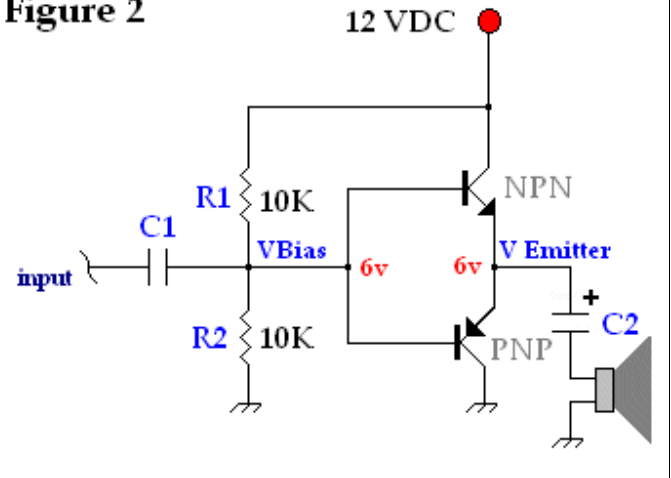 Figure 2
12 VDC
NPN
R1 10K
C1
VBias
V Emitter
input
6v
6v
+
C2
R2 10K
PNP